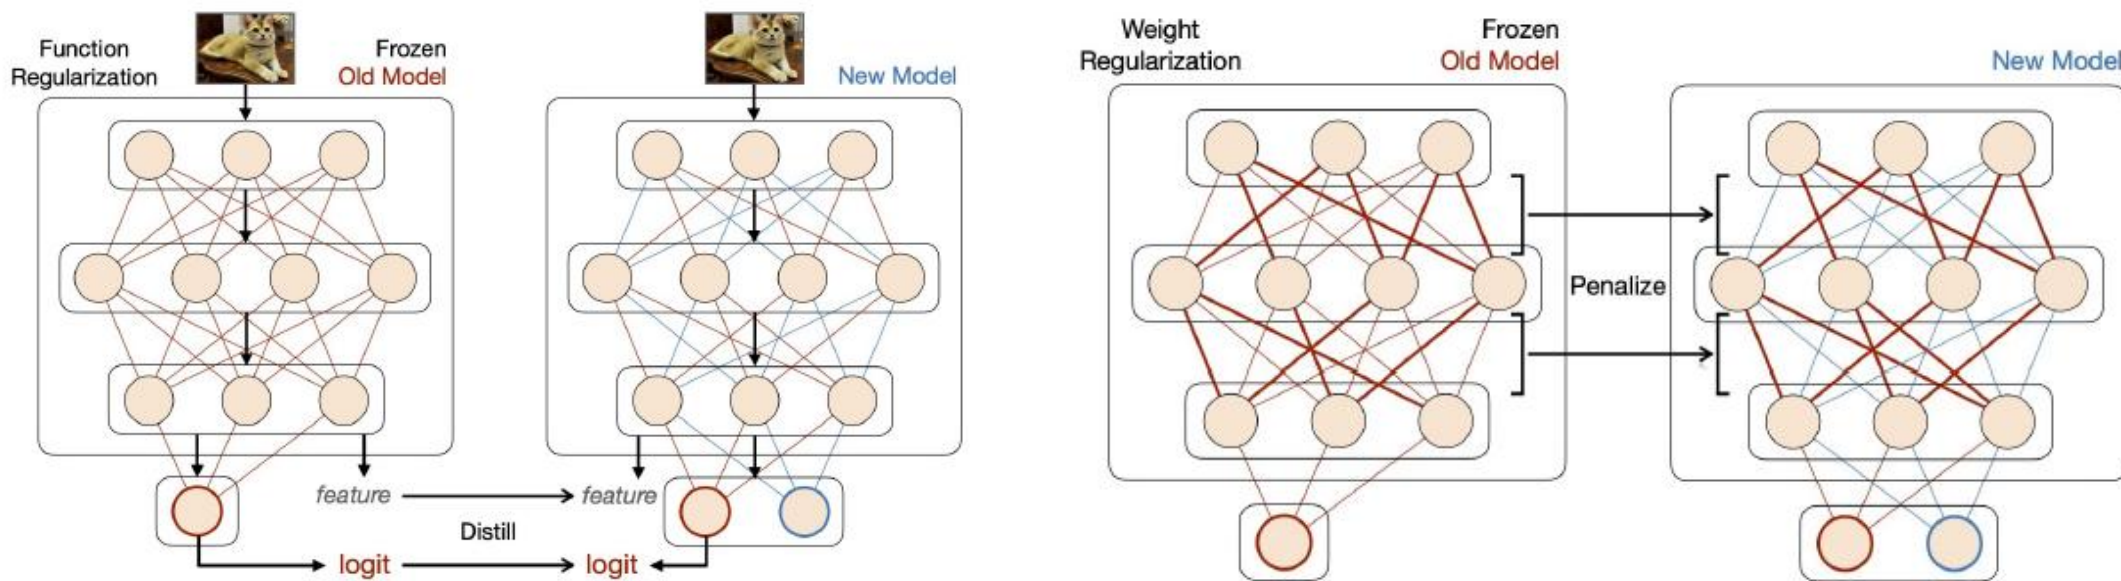 Function
Regularization
Frozen
Old Model
New Model
feature
feature
Distill
logit
logit
Weight
Regularization
Frozen
Old Model
New Model
Penalize